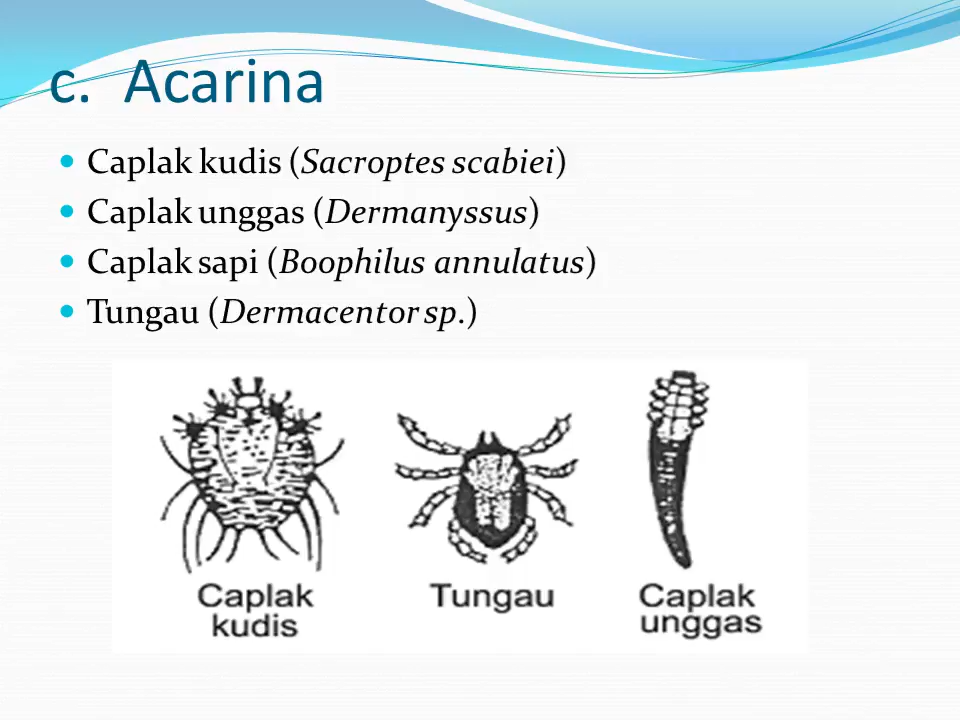 c. Acarina
Caplak kudis (Sacroptes scabiei)
Caplak unggas (Dermanyssus)
Caplak sapi (Boophilus annulatus)
Tungau (Dermacentor sp.)
Caplak kudis
Tungau
Caplak unggas